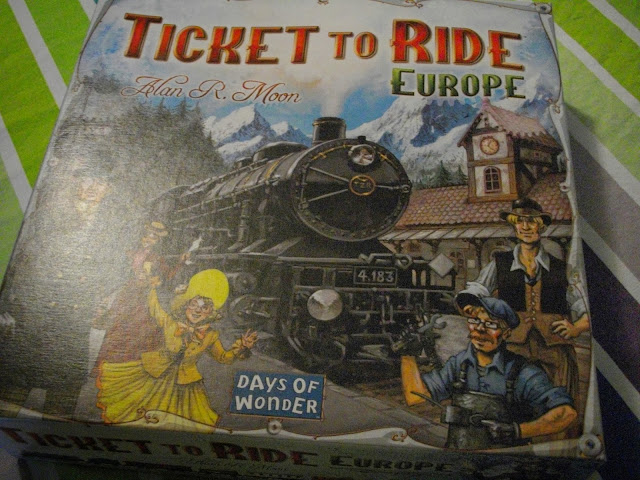 TICKET TO RIDE
EUROPE
Alan R. Moon
4.183
DAYS OF
WONDER
TICKET TO RIDE EUROPE